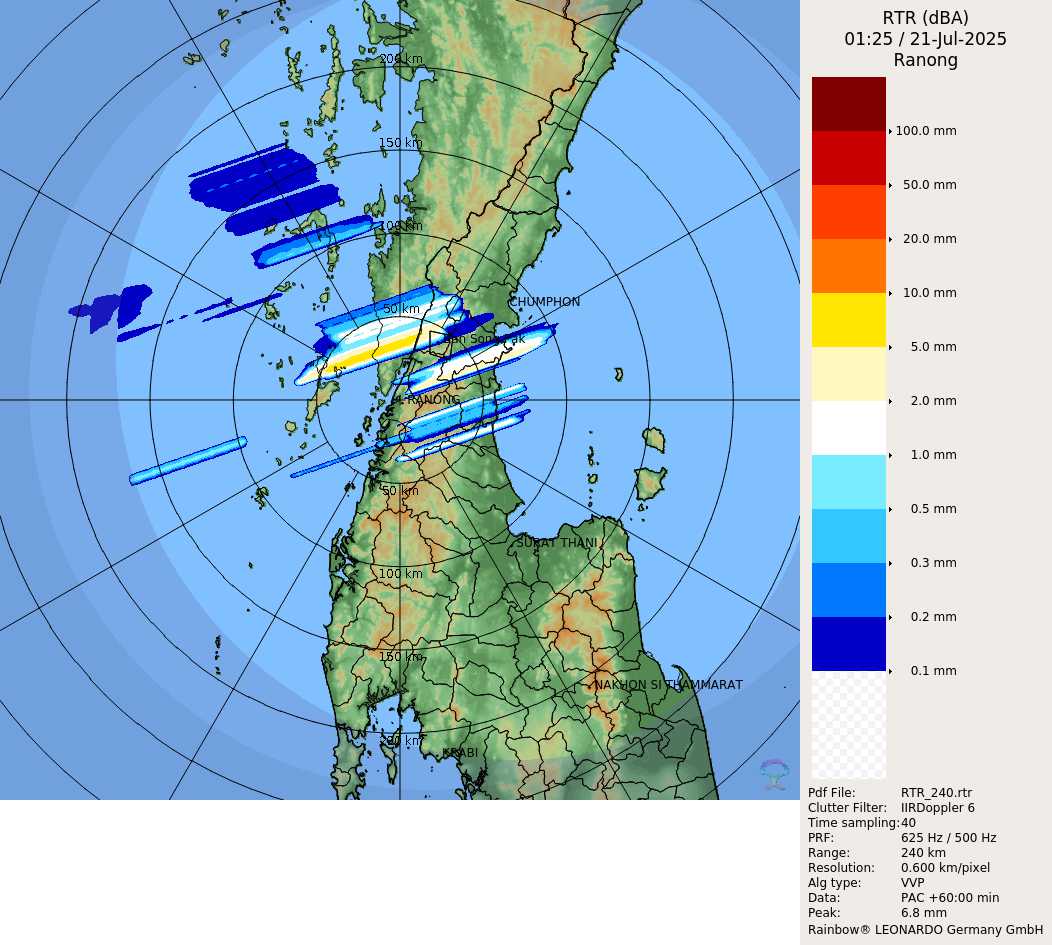 RTR (dBA)
01:25 / 21-Jul-2025
Ranong
200 km
150 km
100 km
50 km
CHUMPHON
RANONG
50 km
SURAT THANI
100 km
150 km
NAKHON SI THAMMARAT
200 km
KRABI
100.0 mm
50.0 mm
20.0 mm
10.0 mm
5.0 mm
2.0 mm
1.0 mm
0.5 mm
0.3 mm
0.2 mm
0.1 mm
Pdf File: RTR_240.rtr
Clutter Filter: IIRDoppler 6
Time sampling: 40
PRF: 625 Hz / 500 Hz
Range: 240 km
Resolution: 0.600 km/pixel
Alg type: VVP
Data: PAC +60:00 min
Peak: 6.8 mm
Rainbow® LEONARDO Germany GmbH